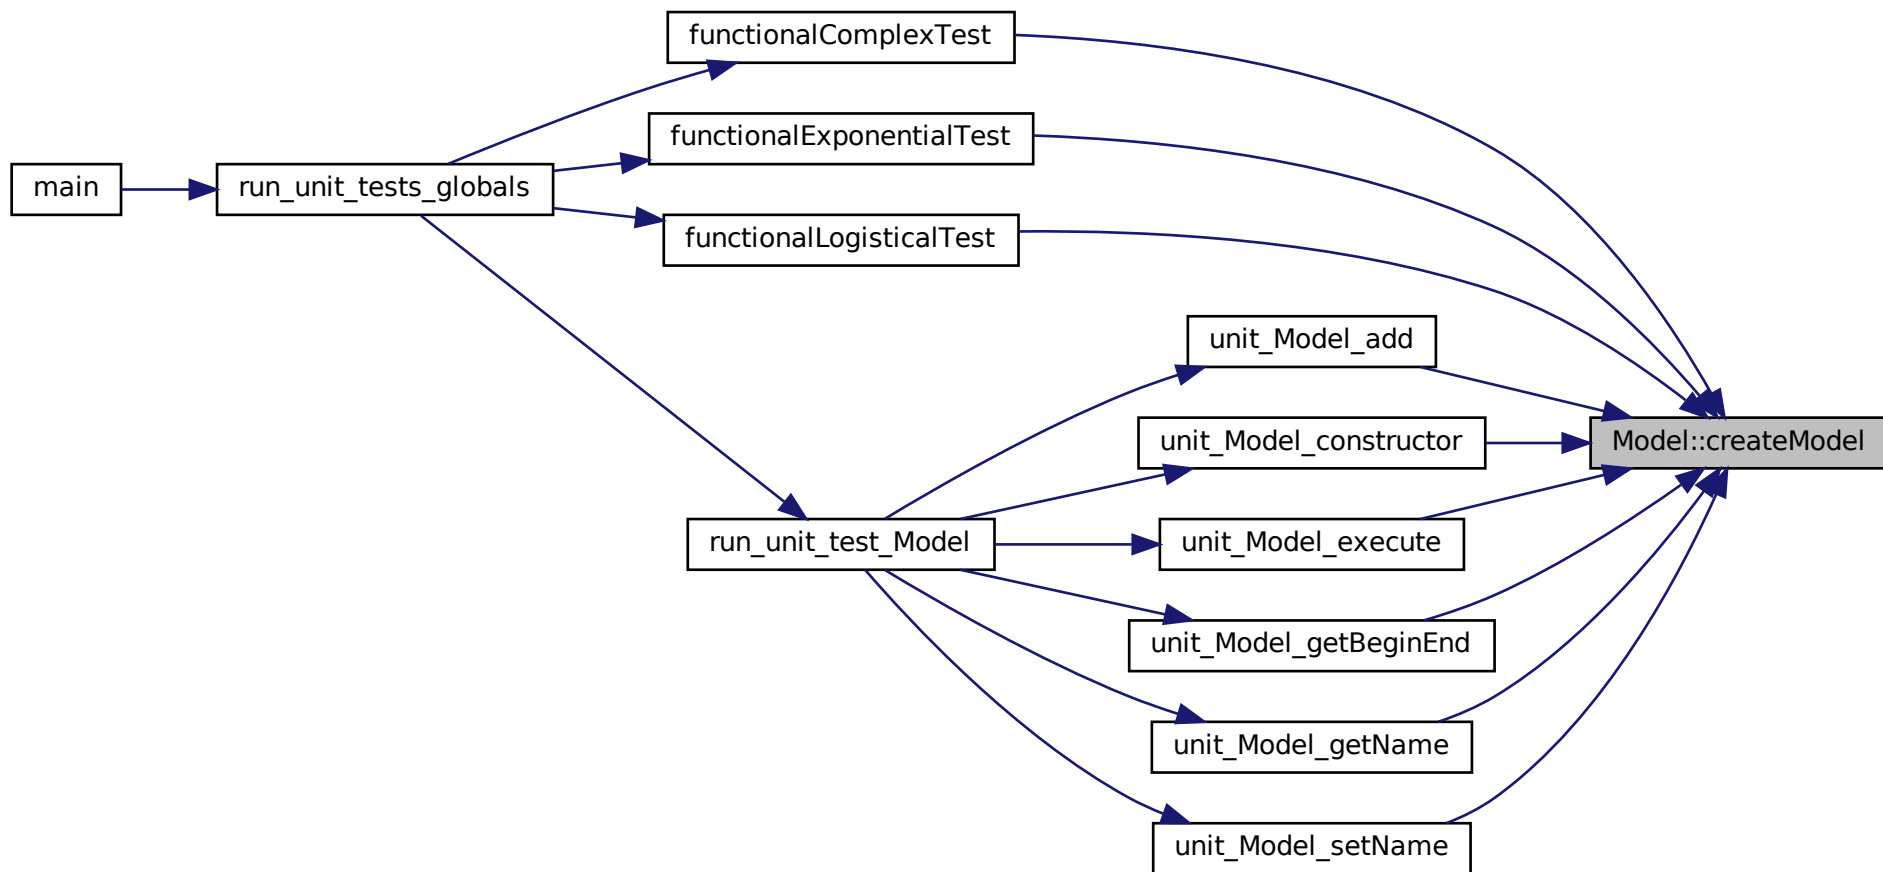 functionalComplexTest
functionalExponentialTest
main
run_unit_tests_globals
functionalLogisticalTest
unit_Model_add
unit_Model_constructor
Model::createModel
run_unit_test_Model
unit_Model_execute
unit_Model_getBeginEnd
unit_Model_getName
unit_Model_setName